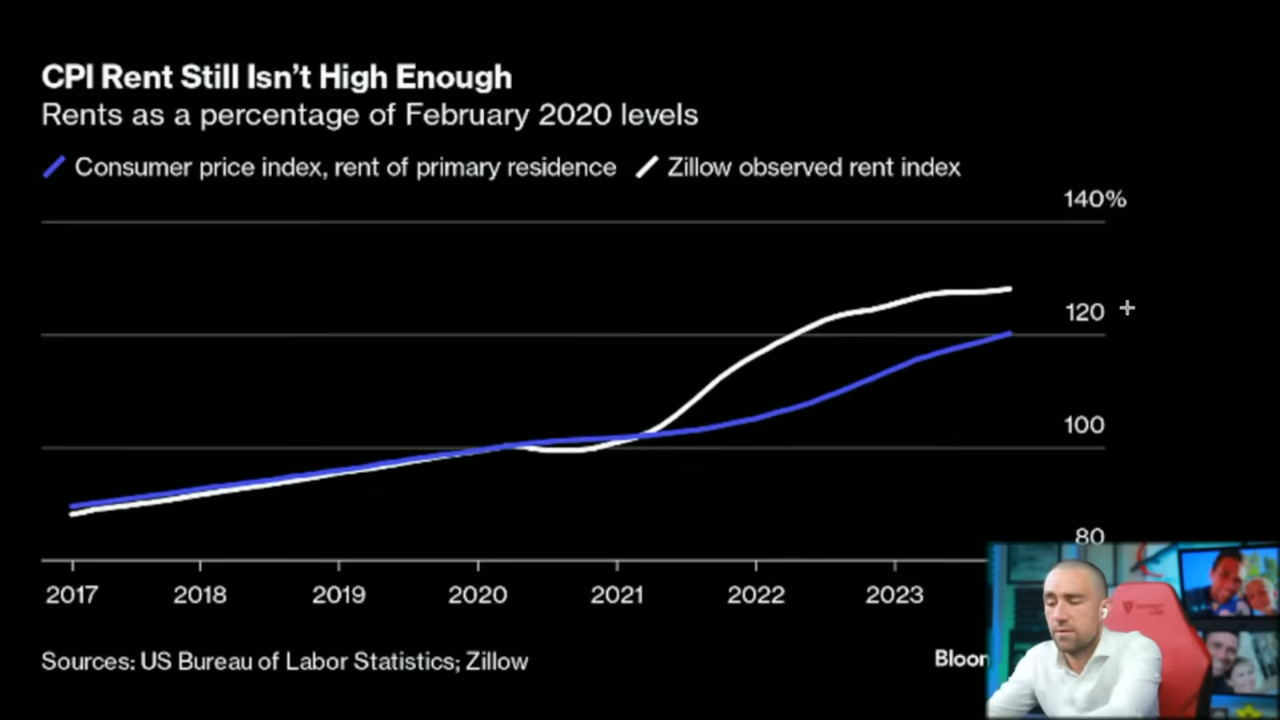 CPI Rent Still Isn't High Enough
Rents as a percentage of February 2020 levels
Consumer price index, rent of primary residence Zillow observed rent index
140%
120
100
80
2017 2018 2019 2020 2021 2022 2023
Sources: US Bureau of Labor Statistics; Zillow
Bloom